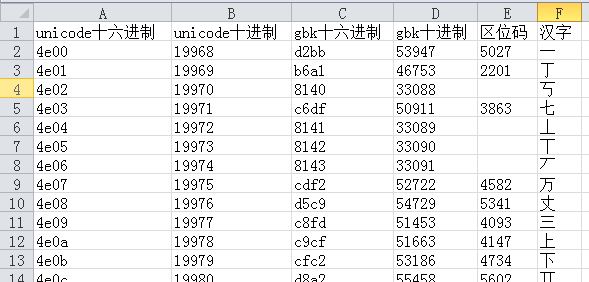 A B C D E F
1 unicode十六进制 unicode十进制 gbk十六进制 gbk十进制 区位码 汉字
2 4e00 19968 d2bb 53947 5027 一
3 4e01 19969 b6a1 46753 2201 丁
4 4e02 19970 8140 33088 丂
5 4e03 19971 c6df 50911 3863 七
6 4e04 19972 8141 33089 丄
7 4e05 19973 8142 33090 丅
8 4e06 19974 8143 33091 丆
9 4e07 19975 cdf2 52722 4582 万
10 4e08 19976 d5c9 54729 5341 丈
11 4e09 19977 c8fd 51453 4093 三
12 4e0a 19978 c9cf 51663 4147 上
13 4e0b 19979 cfc2 53186 4734 下
14 4e0c 19980 d8a2 55458 5602 丌